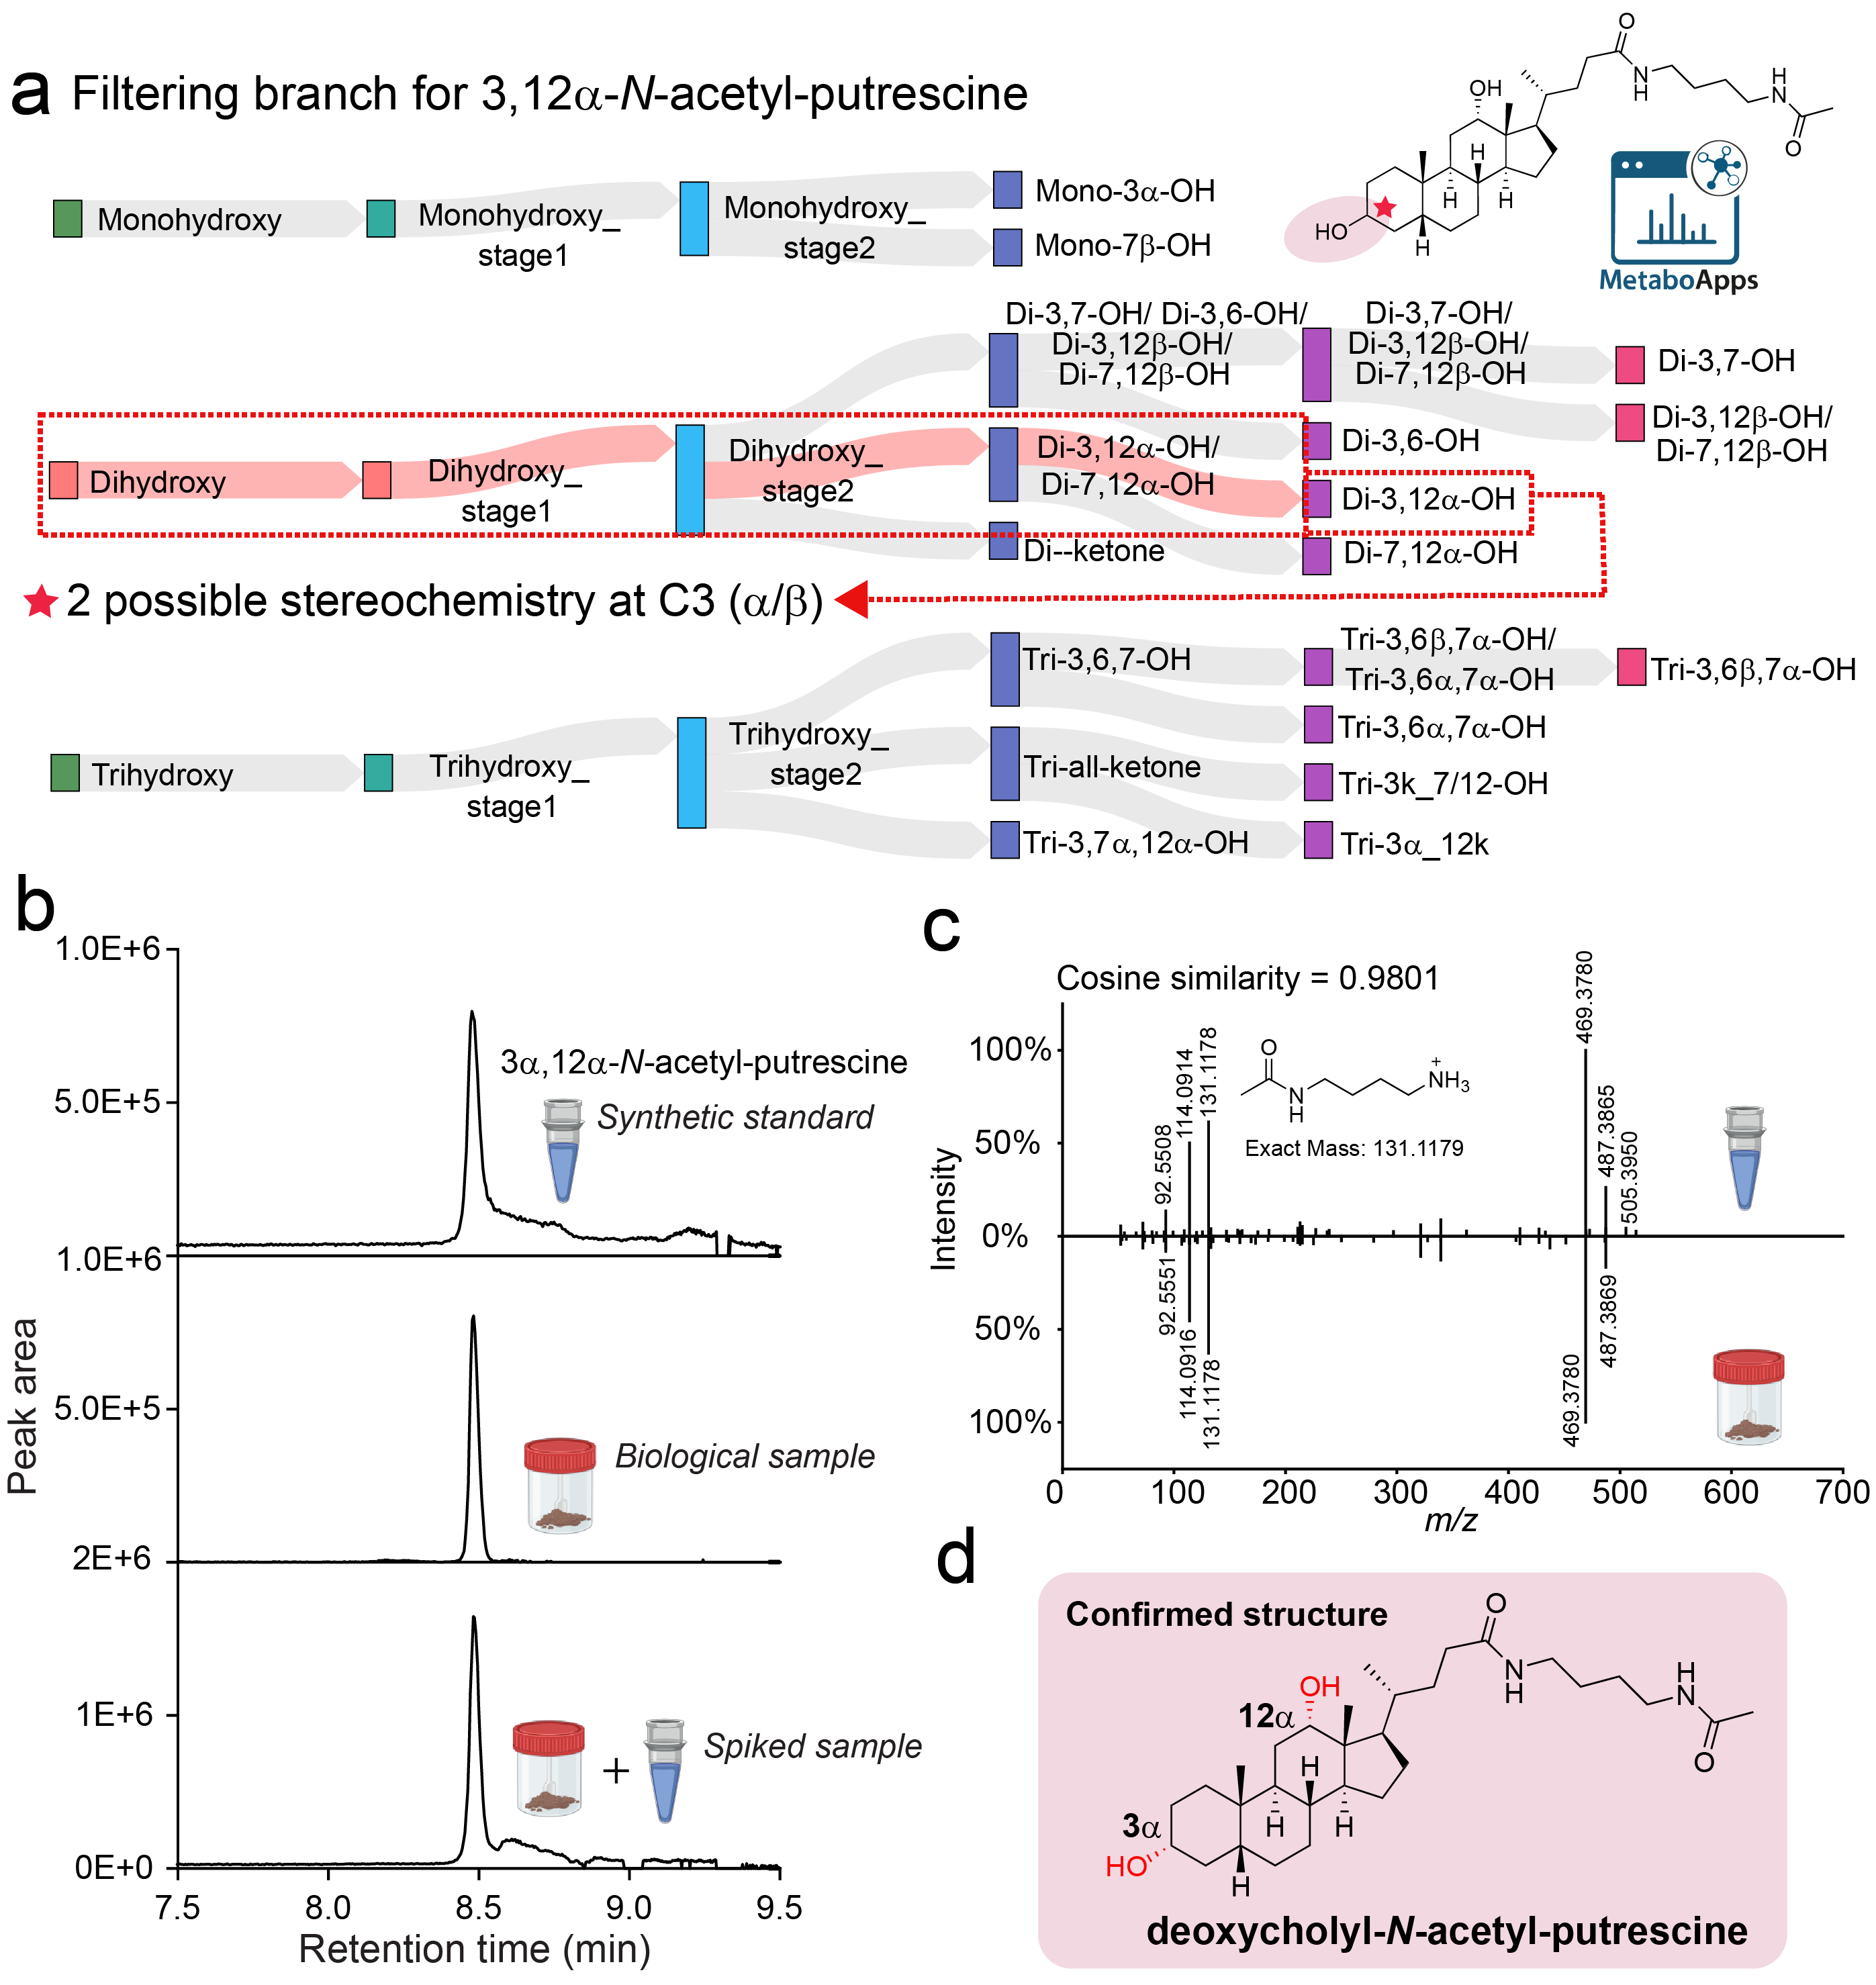 a Filtering branch for 3,12α-N-acetyl-putrescine
O
N
H
H
N
O
OH
H
H
H
HO
H
MetaboApps
Monohydroxy
Monohydroxy_
stage1
Monohydroxy_
stage2
Mono-3α-OH
Mono-7β-OH
Di-3,7-OH/ Di-3,6-OH/
Di-3,12β-OH/
Di-7,12β-OH
Di-3,7-OH/
Di-3,12β-OH/
Di-7,12β-OH
Di-3,7-OH
Di-3,12β-OH/
Di-7,12β-OH
Dihydroxy
Dihydroxy_
stage1
Dihydroxy_
stage2
Di-3,12α-OH/
Di-7,12α-OH
Di-3,6-OH
Di-3,12α-OH
Di--ketone
Di-7,12α-OH
2 possible stereochemistry at C3 (α/β)
Trihydroxy
Trihydroxy_
stage1
Trihydroxy_
stage2
Tri-3,6,7-OH
Tri-3,6β,7α-OH/
Tri-3,6α,7α-OH
Tri-3,6β,7α-OH
Tri-3,6α,7α-OH
Tri-all-ketone
Tri-3k_7/12-OH
Tri-3,7α,12α-OH
Tri-3α_12k
b
1.0E+6
3α,12α-N-acetyl-putrescine
Synthetic standard
5.0E+5
1.0E+6
Biological sample
5.0E+5
2E+6
Spiked sample
+
1E+6
0E+0
7.5 8.0 8.5 9.0 9.5
Peak area
Retention time (min)
c
Cosine similarity = 0.9801
100%
50%
0%
50%
100%
Intensity
92.5508
114.0914
131.1178
469.3780
487.3865
505.3950
O
N
H
+
NH3
Exact Mass: 131.1179
92.5551
114.0916
131.1178
469.3780
487.3869
0 100 200 300 400 500 600 700
m/z
d
Confirmed structure
O
N
H
H
N
O
OH
12α
H
H
H
3α
HO
H
deoxycholyl-N-acetyl-putrescine